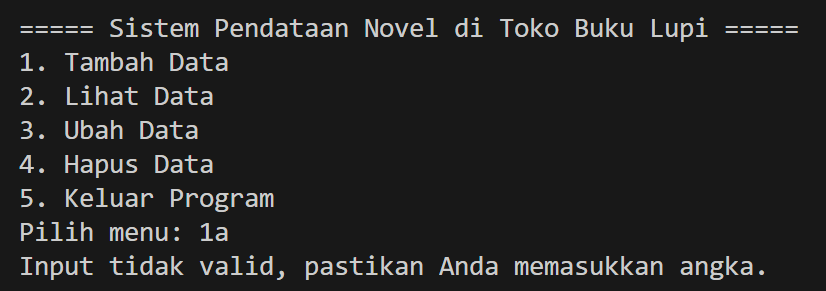 ===== Sistem Pendataan Novel di Toko Buku Lupi =====
1. Tambah Data
2. Lihat Data
3. Ubah Data
4. Hapus Data
5. Keluar Program
Pilih menu: 1a
Input tidak valid, pastikan Anda memasukkan angka.